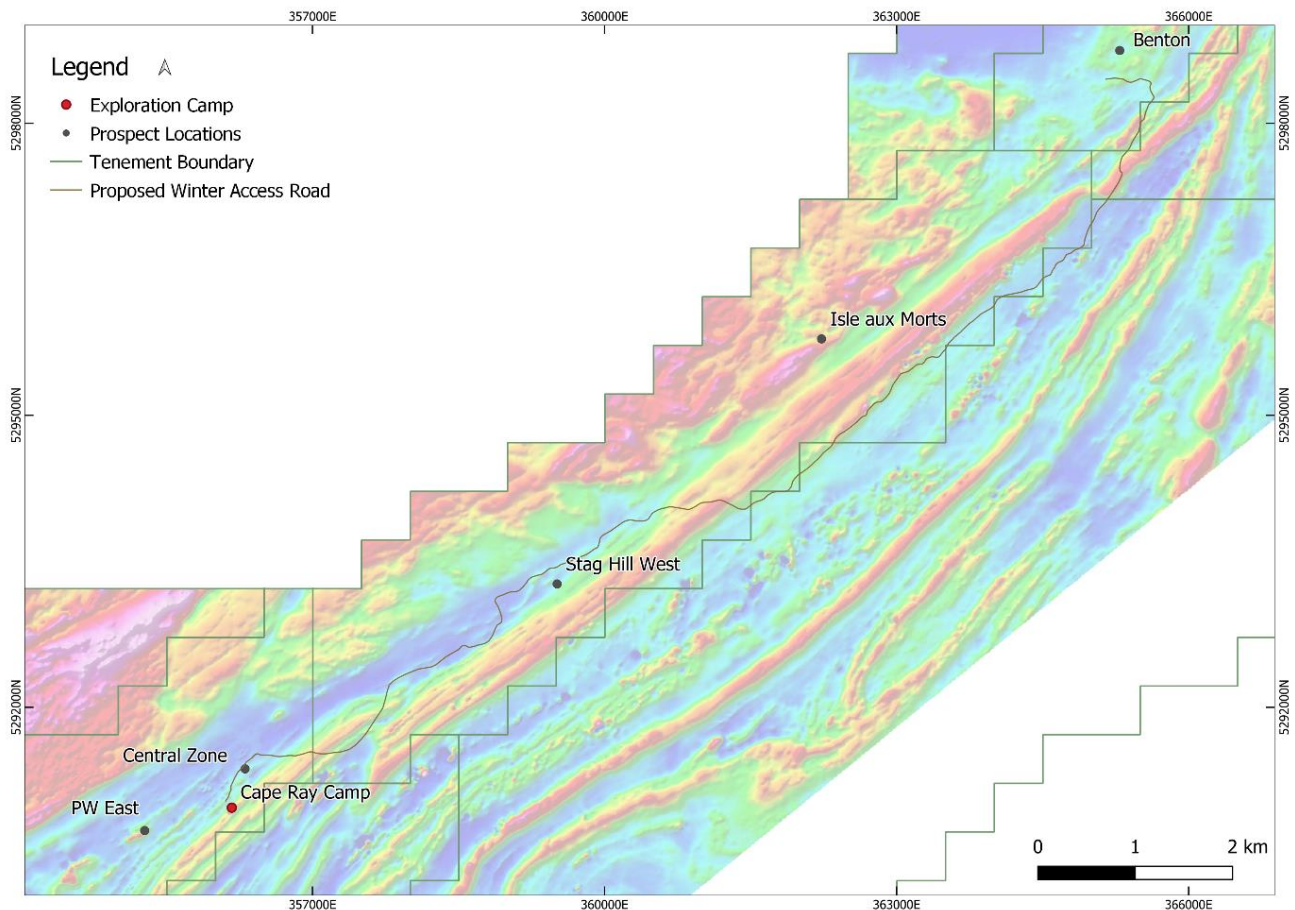 357000E
360000E
363000E
366000E
Benton
Legend
Exploration Camp
Prospect Locations
Tenement Boundary
Proposed Winter Access Road
5298000N
5298000N
Isle aux Morts
5295000N
5295000N
Stag Hill West
5292000N
5292000N
Central Zone
Cape Ray Camp
PW East
0 1 2 km
357000E
360000E
363000E
366000E